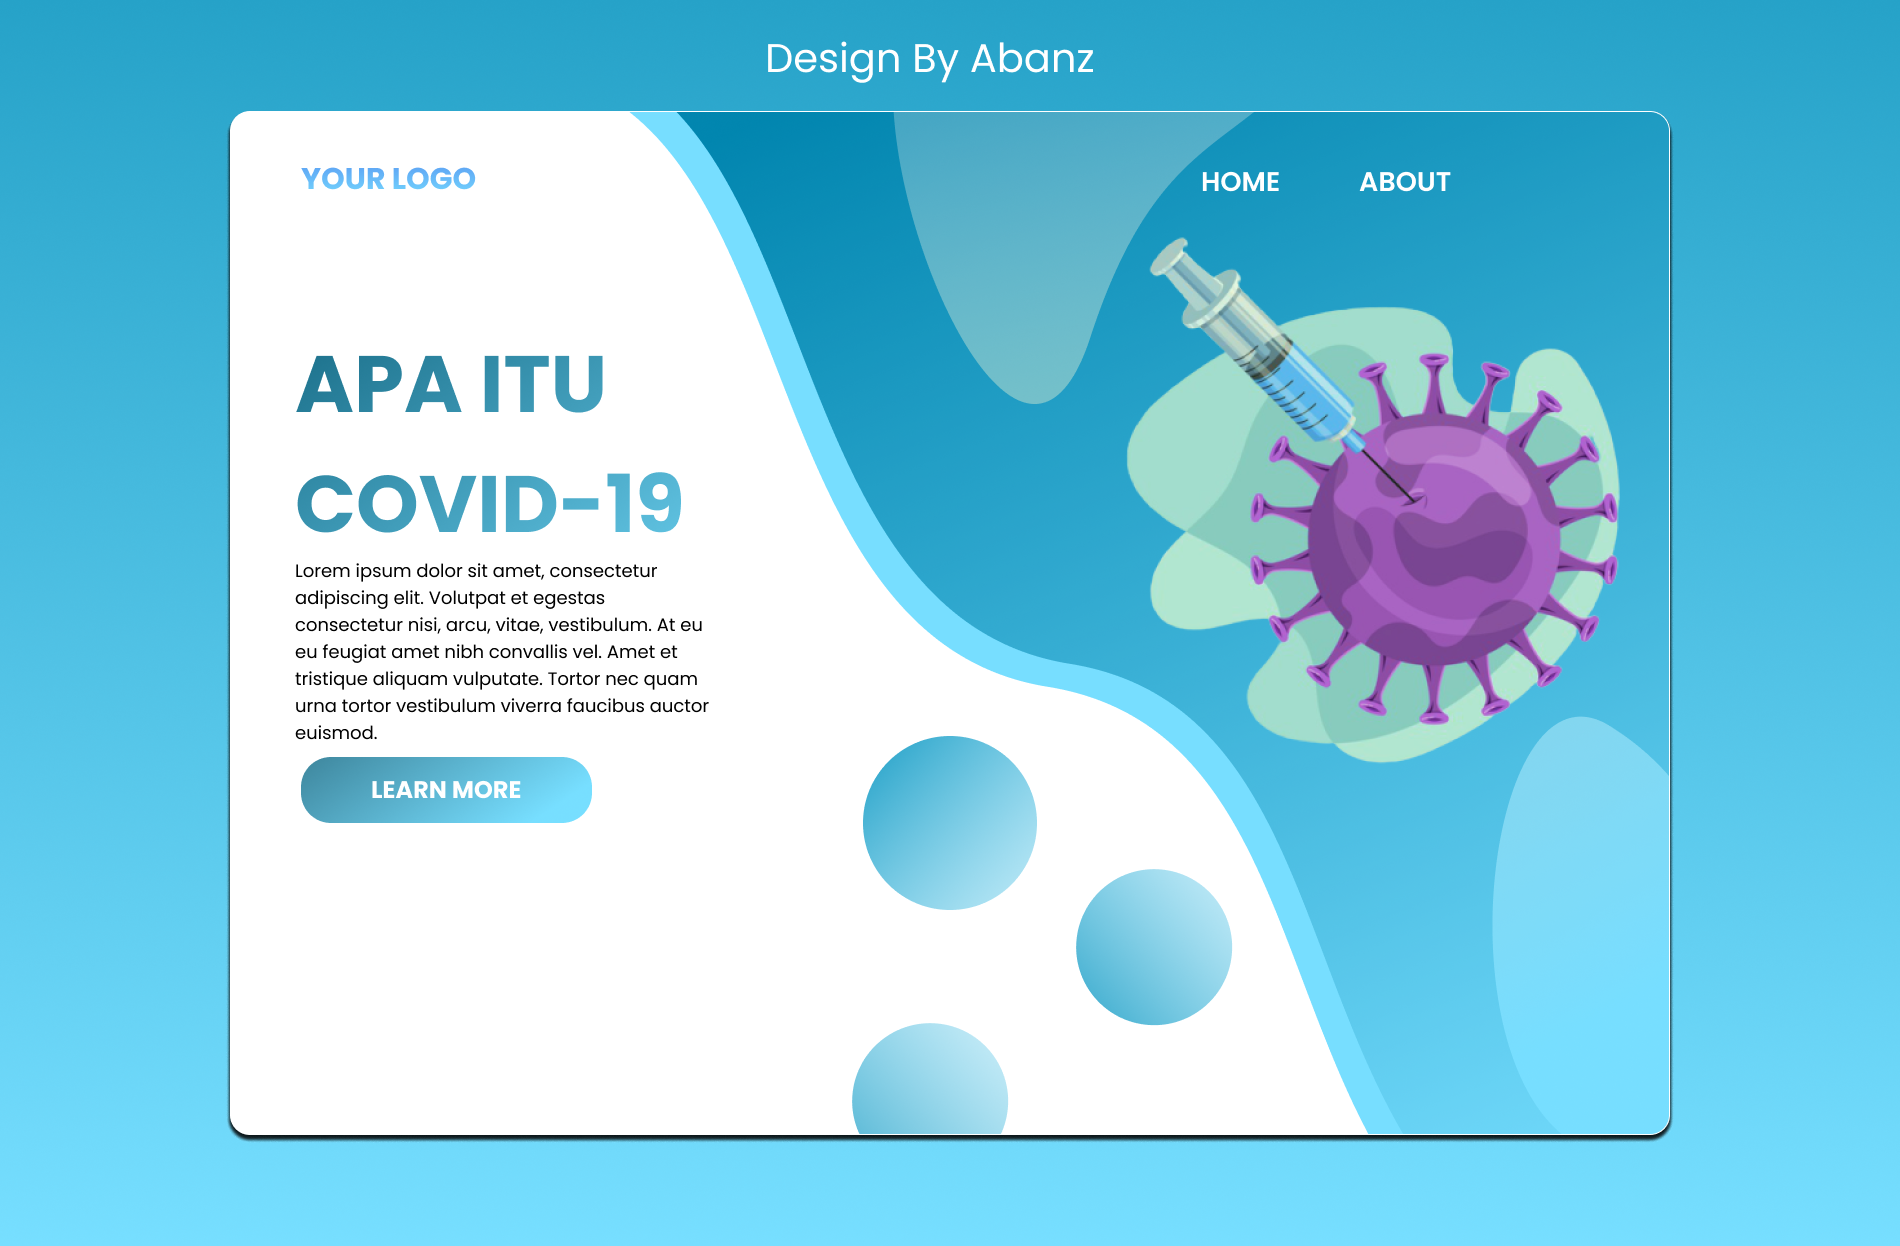 Design By Abanz
YOUR LOGO
HOME ABOUT
APA ITU
COVID-19
Lorem ipsum dolor sit amet, consectetur
adipiscing elit. Volutpat et egestas
consectetur nisi, arcu, vitae, vestibulum. At eu
eu feugiat amet nibh convallis vel. Amet et
tristique aliquam vulputate. Tortor nec quam
urna tortor vestibulum viverra faucibus auctor
euismod.
LEARN MORE